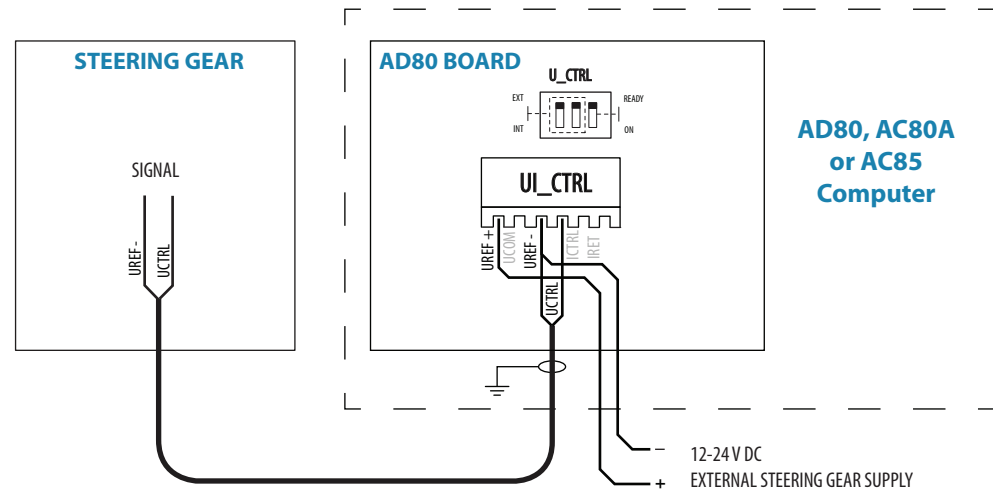 STEERING GEAR
SIGNAL
UREF -
UCTRL
AD80 BOARD
U_CTRL
EXT
READY
INT
ON
UI_CTRL
UREF +
UCOM
UREF -
ICTRL
IRET
UCTRL
AD80, AC80A
or AC85
Computer
– 12-24 V DC
+ EXTERNAL STEERING GEAR SUPPLY